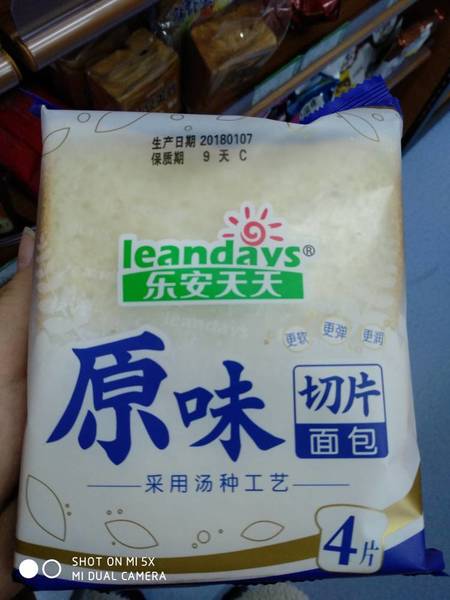 生产日期 20180107
保质期 9 天 C
leandays®
乐安天天
leandays
更软 更弹 更润
原味
切片
面包
采用汤种工艺
4片
SHOT ON MI 5X
MI DUAL CAMERA